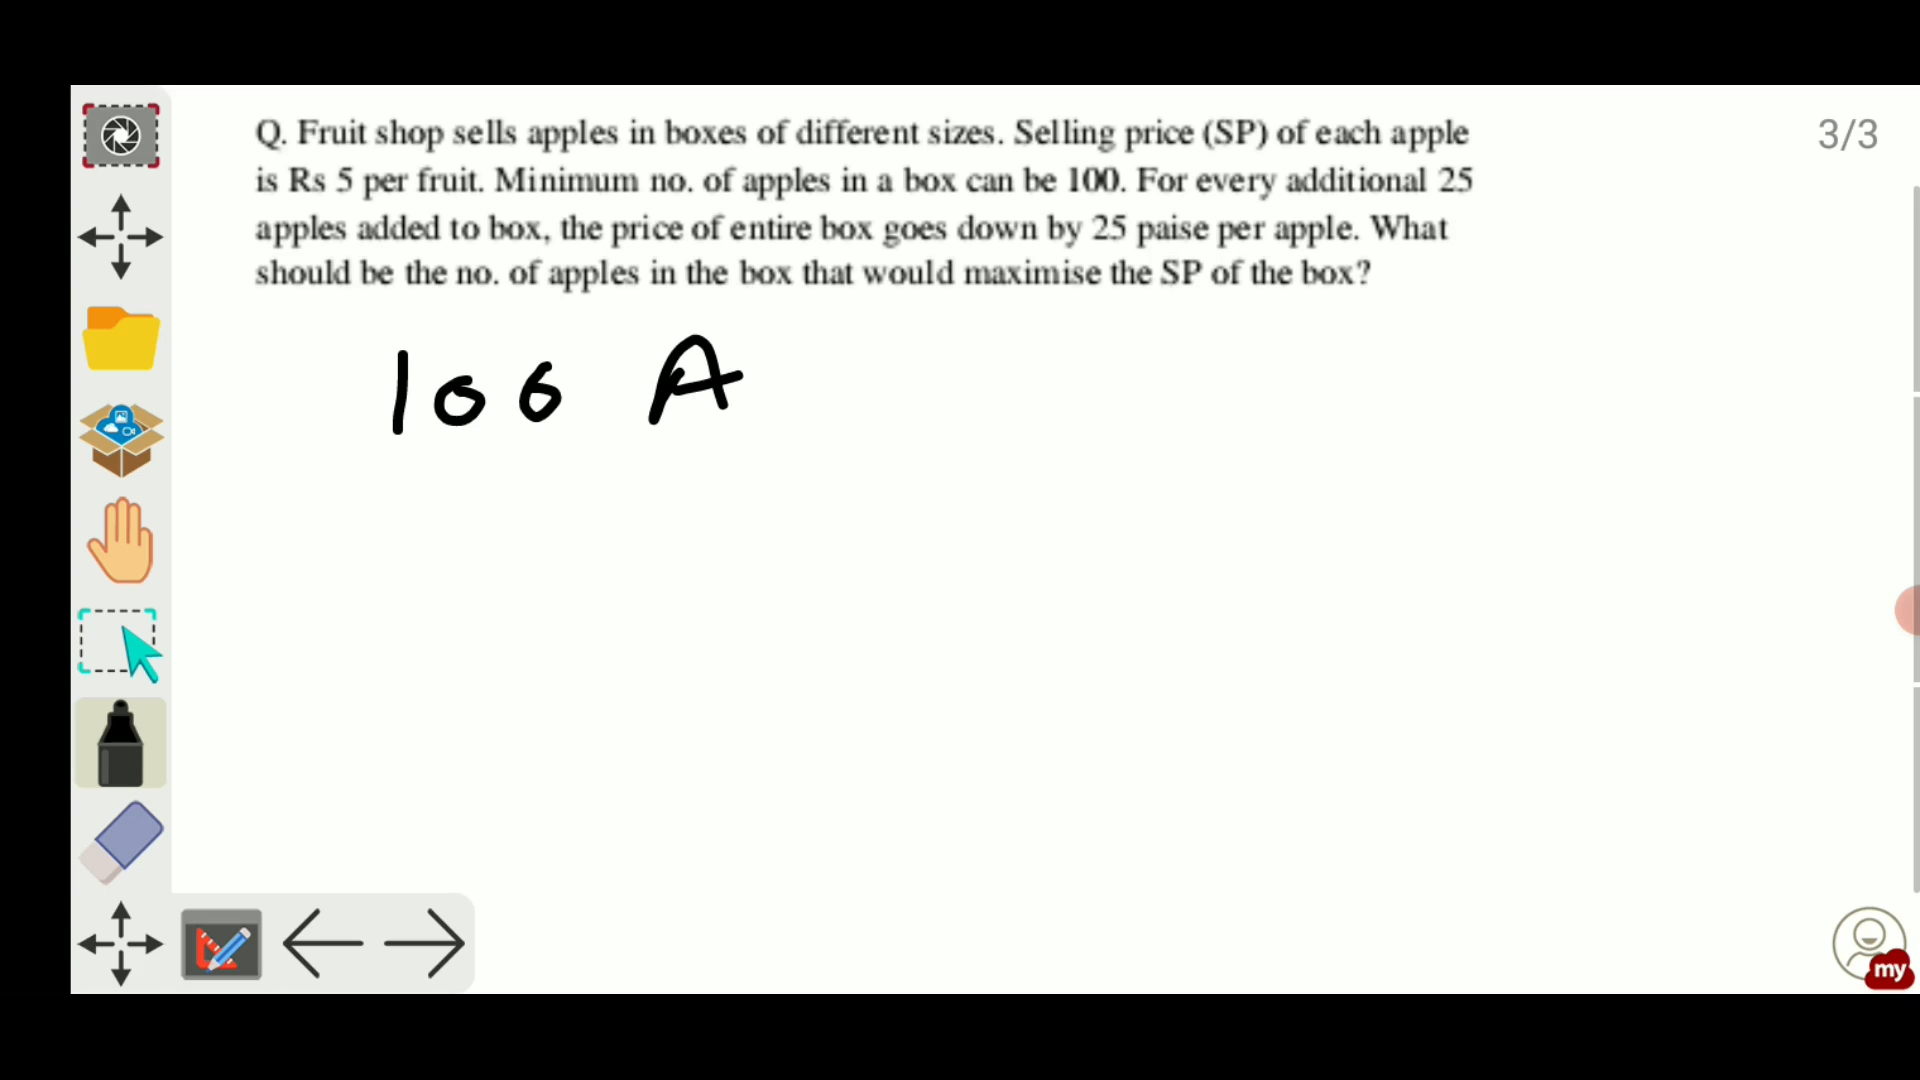 3/3
Q. Fruit shop sells apples in boxes of different sizes. Selling price (SP) of each apple
is Rs 5 per fruit. Minimum no. of apples in a box can be 100. For every additional 25
apples added to box, the price of entire box goes down by 25 paise per apple. What
should be the no. of apples in the box that would maximise the SP of the box?
100 A
my